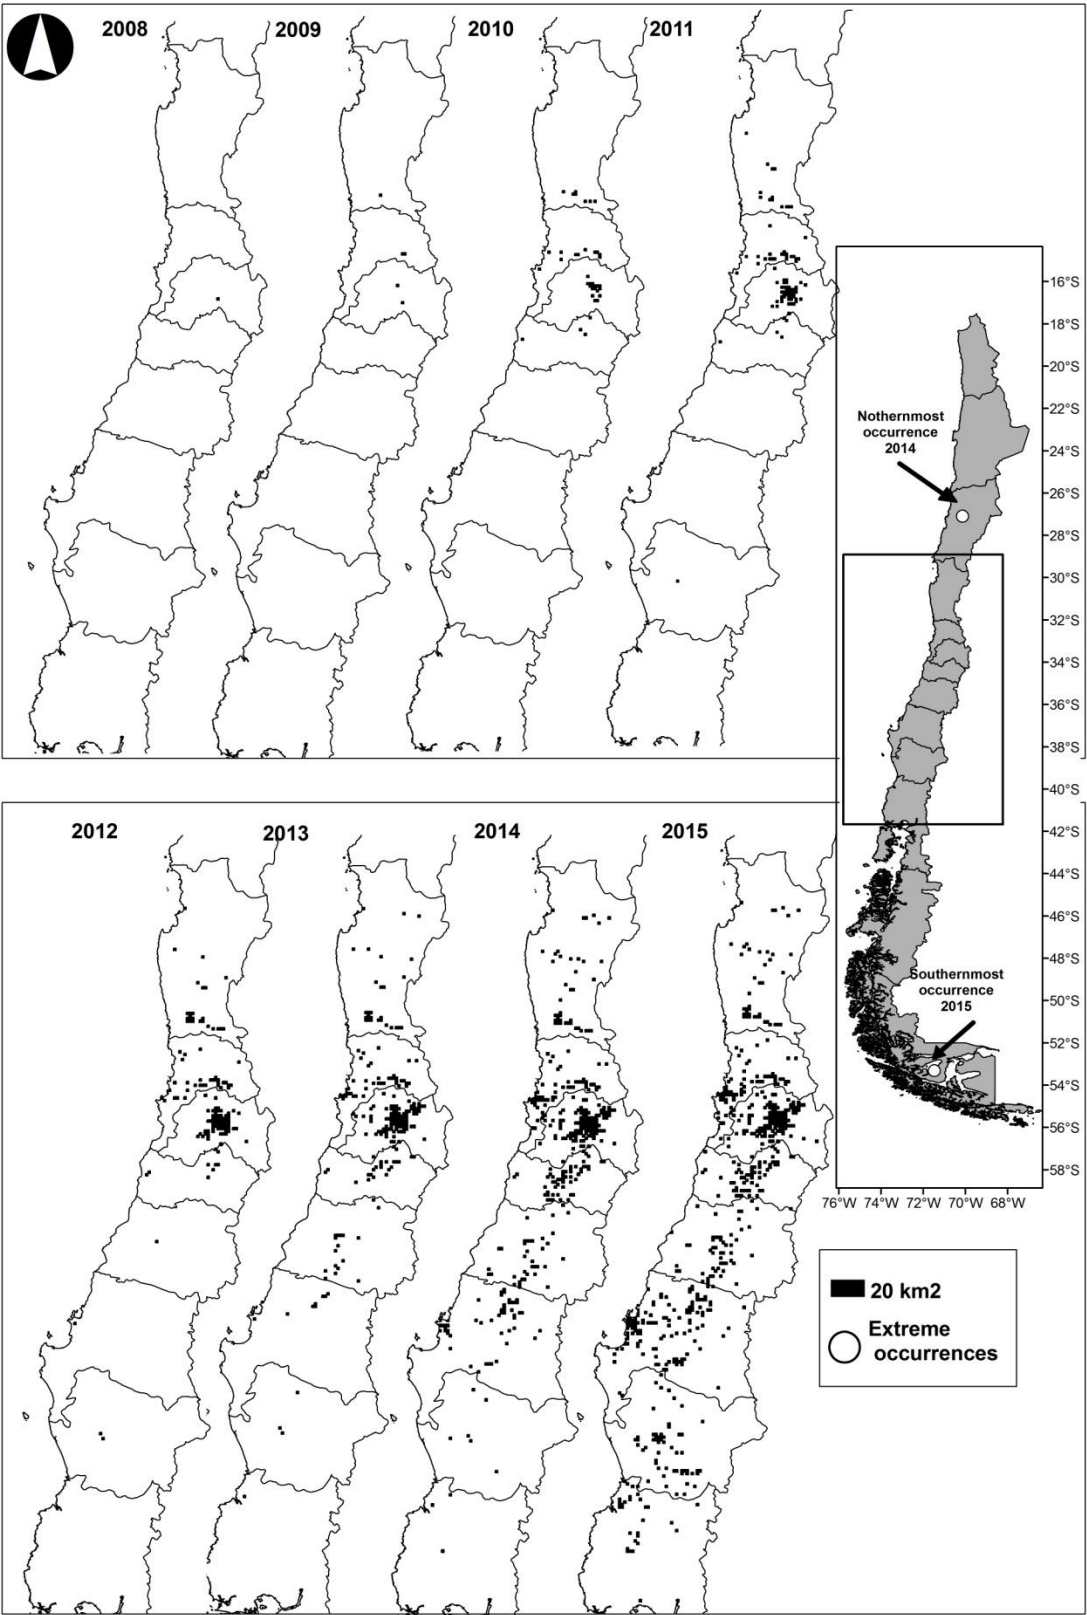 2008
2009
2010
2011
16°S
18°S
20°S
22°S
24°S
26°S
28°S
30°S
32°S
34°S
36°S
38°S
40°S
42°S
44°S
46°S
48°S
50°S
52°S
54°S
56°S
58°S
Nothernmost
occurrence
2014
Southernmost
occurrence
2015
76°W 74°W 72°W 70°W 68°W
2012
2013
2014
2015
20 km2
Extreme
occurrences